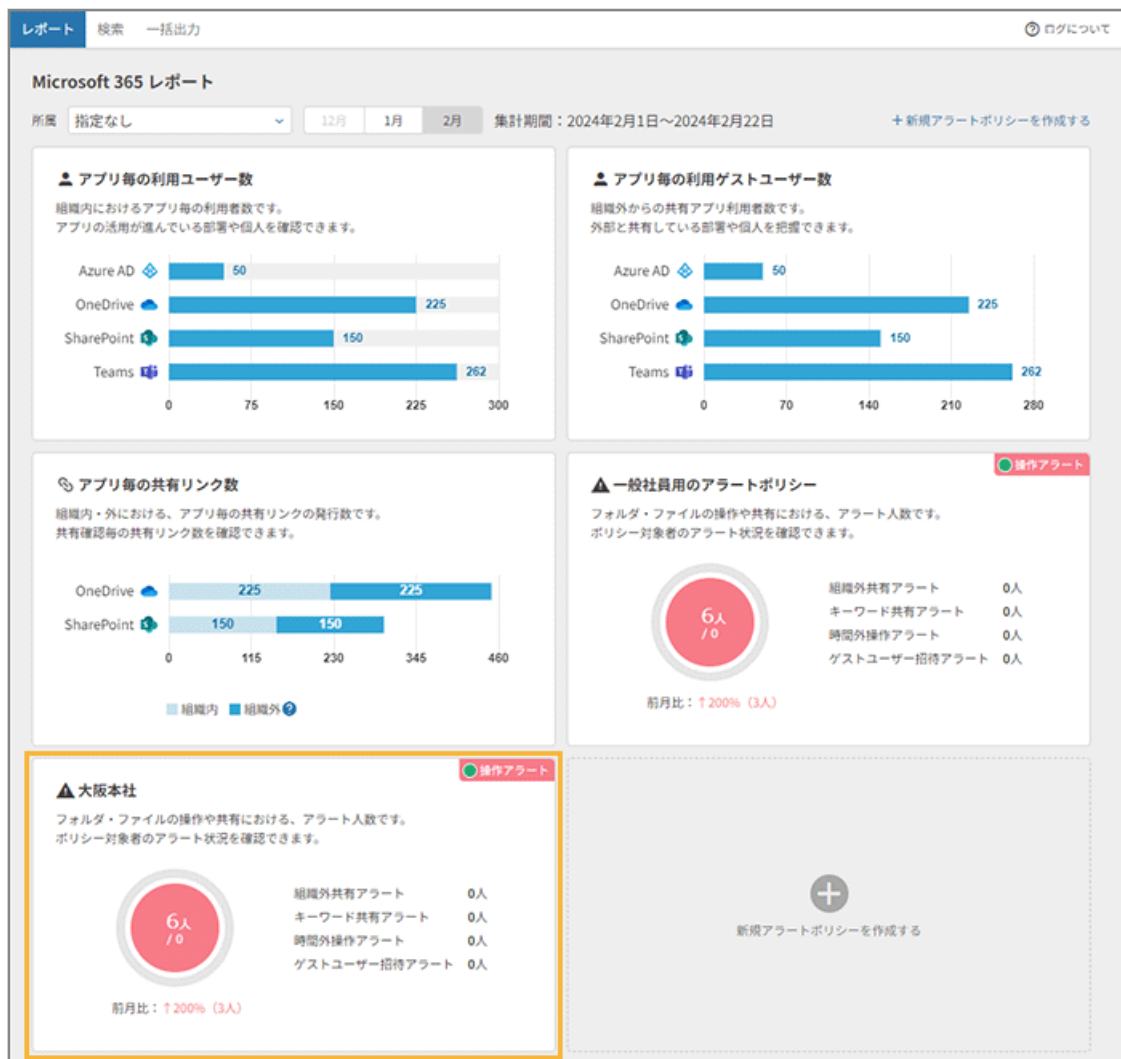 レポート 検索 一括出力 ログについて
Microsoft 365 レポート
所属 指定なし 12月 1月 2月 集計期間：2024年2月1日～2024年2月22日 ＋新規アラートポリシーを作成する
アプリ毎の利用ユーザー数
組織内におけるアプリ毎の利用者数です。
アプリの活用が進んでいる部署や個人を確認できます。
Azure AD 50
OneDrive 225
SharePoint 150
Teams 262
0 75 150 225 300
アプリ毎の利用ゲストユーザー数
組織外からの共有アプリ利用者数です。
外部と共有している部署や個人を把握できます。
Azure AD 50
OneDrive 225
SharePoint 150
Teams 262
0 70 140 210 280
アプリ毎の共有リンク数
組織内・外における、アプリ毎の共有リンクの発行数です。
共有確認毎の共有リンク数を確認できます。
OneDrive 225 225
SharePoint 150 150
0 115 230 345 460
組織内 組織外
操作アラート
一般社員用のアラートポリシー
フォルダ・ファイルの操作や共有における、アラート人数です。
ポリシー対象者のアラート状況を確認できます。
6人
/ 0
組織外共有アラート 0人
キーワード共有アラート 0人
時間外操作アラート 0人
ゲストユーザー招待アラート 0人
前月比：↑200%（3人）
操作アラート
大阪本社
フォルダ・ファイルの操作や共有における、アラート人数です。
ポリシー対象者のアラート状況を確認できます。
6人
/ 0
組織外共有アラート 0人
キーワード共有アラート 0人
時間外操作アラート 0人
ゲストユーザー招待アラート 0人
前月比：↑200%（3人）
新規アラートポリシーを作成する